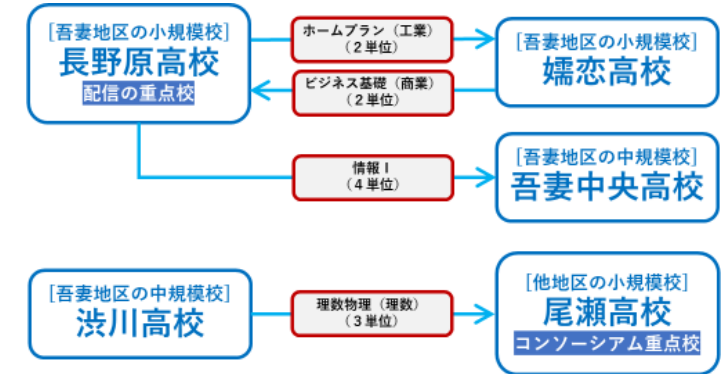 [吾妻地区の小規模校]
長野原高校
配信の重点校
ホームプラン（工業）
（２単位）
ビジネス基礎（商業）
（２単位）
[吾妻地区の小規模校]
嬬恋高校
情報Ⅰ
（４単位）
[吾妻地区の中規模校]
吾妻中央高校
[吾妻地区の中規模校]
渋川高校
理数物理（理数）
（３単位）
[他地区の小規模校]
尾瀬高校
コンソーシアム重点校